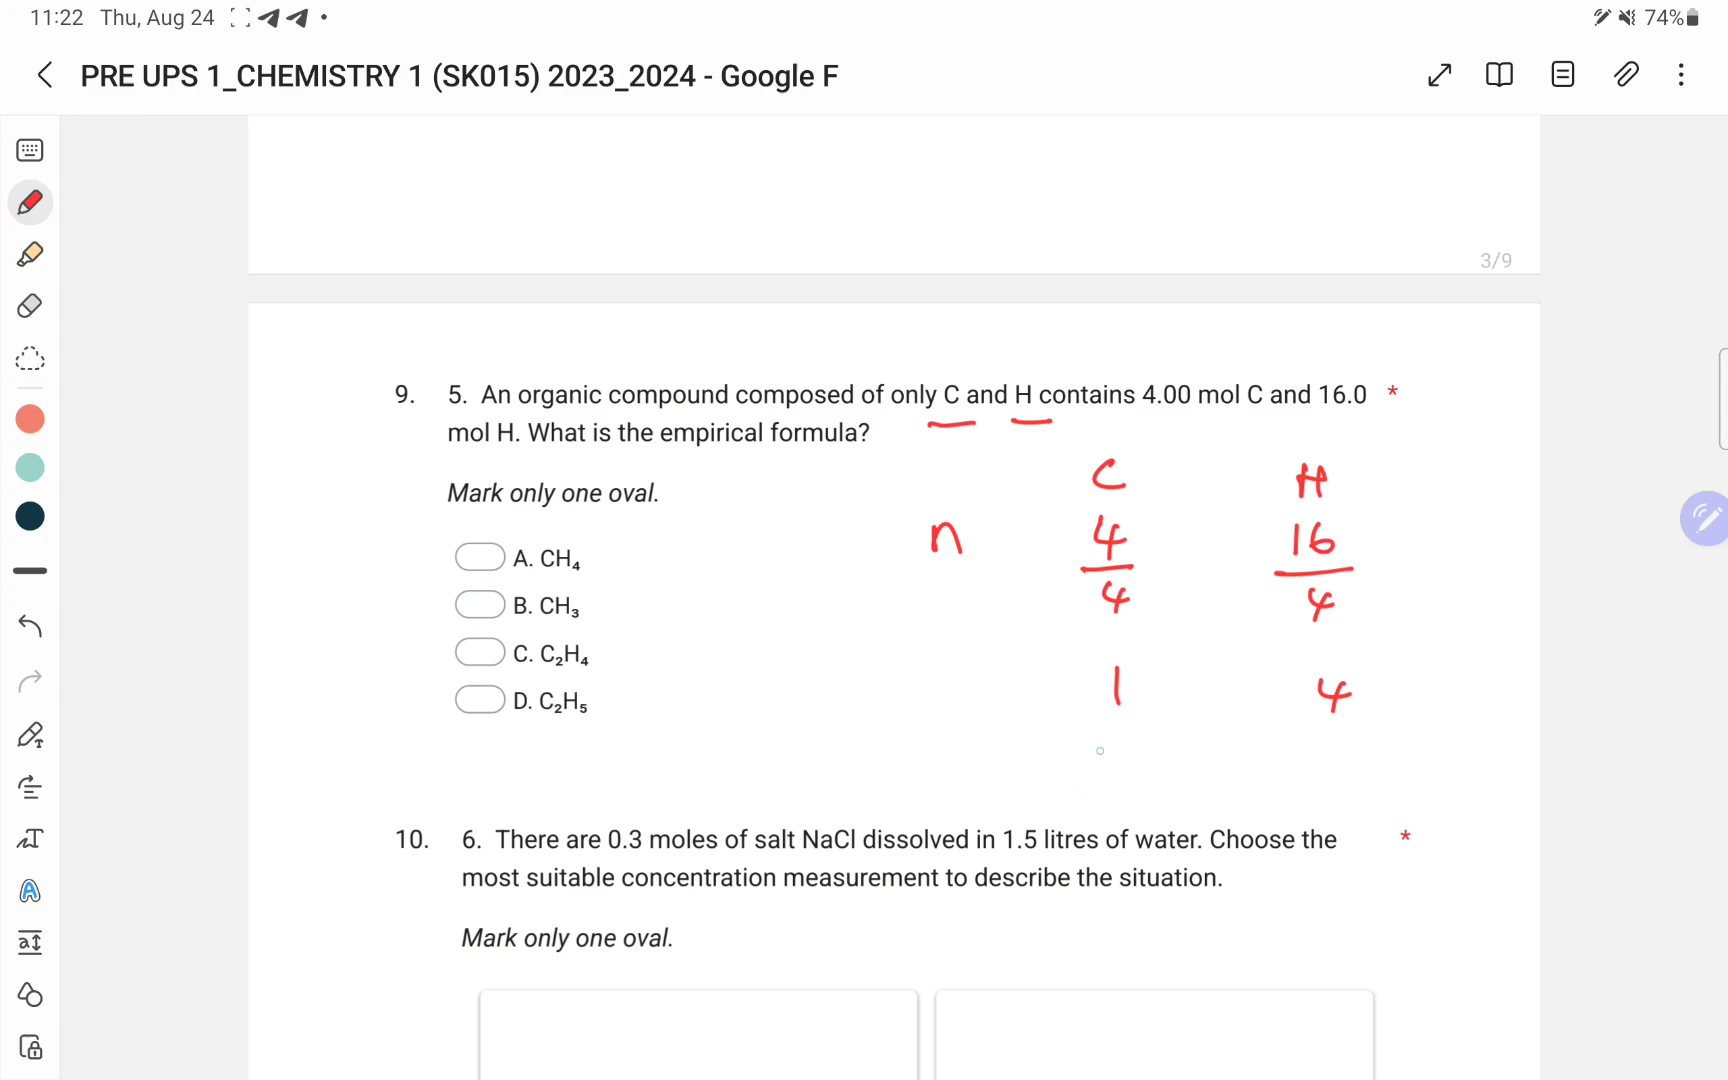 11:22 Thu, Aug 24 74%
PRE UPS 1_CHEMISTRY 1 (SK015) 2023_2024 - Google F
3/9
9. 5. An organic compound composed of only C and H contains 4.00 mol C and 16.0 *
mol H. What is the empirical formula?
C H
Mark only one oval.
n 4 16
4 4
A. CH₄
B. CH₃
C. C₂H₄
D. C₂H₅
1 4
10. 6. There are 0.3 moles of salt NaCl dissolved in 1.5 litres of water. Choose the *
most suitable concentration measurement to describe the situation.
Mark only one oval.